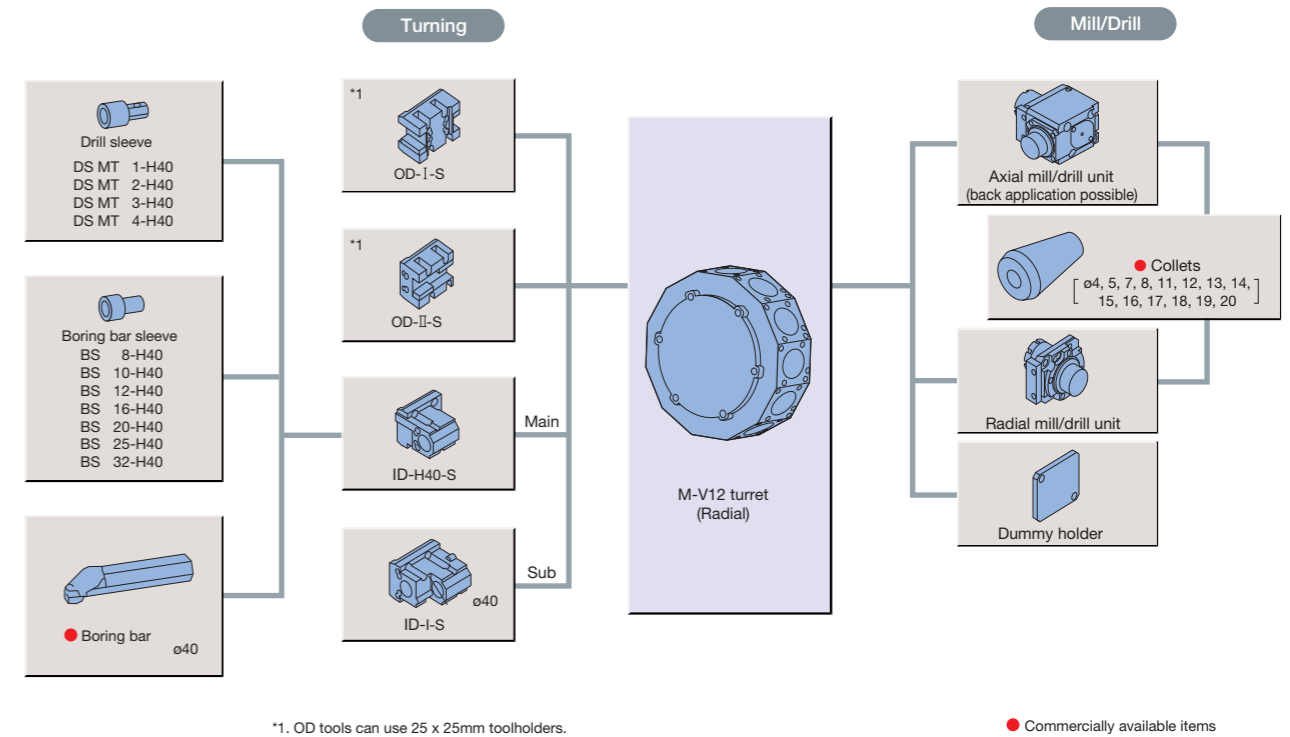 Turning
Mill/Drill
Drill sleeve
DS MT 1-H40
DS MT 2-H40
DS MT 3-H40
DS MT 4-H40
Boring bar sleeve
BS 8-H40
BS 10-H40
BS 12-H40
BS 16-H40
BS 20-H40
BS 25-H40
BS 32-H40
Boring bar
ø40
*1
OD-Ⅰ-S
*1
OD-Ⅱ-S
ID-H40-S
Main
ID-I-S
ø40
Sub
M-V12 turret
(Radial)
Axial mill/drill unit
(back application possible)
Collets
[ ø4, 5, 7, 8, 11, 12, 13, 14,
15, 16, 17, 18, 19, 20 ]
Radial mill/drill unit
Dummy holder
*1. OD tools can use 25 x 25mm toolholders.
Commercially available items